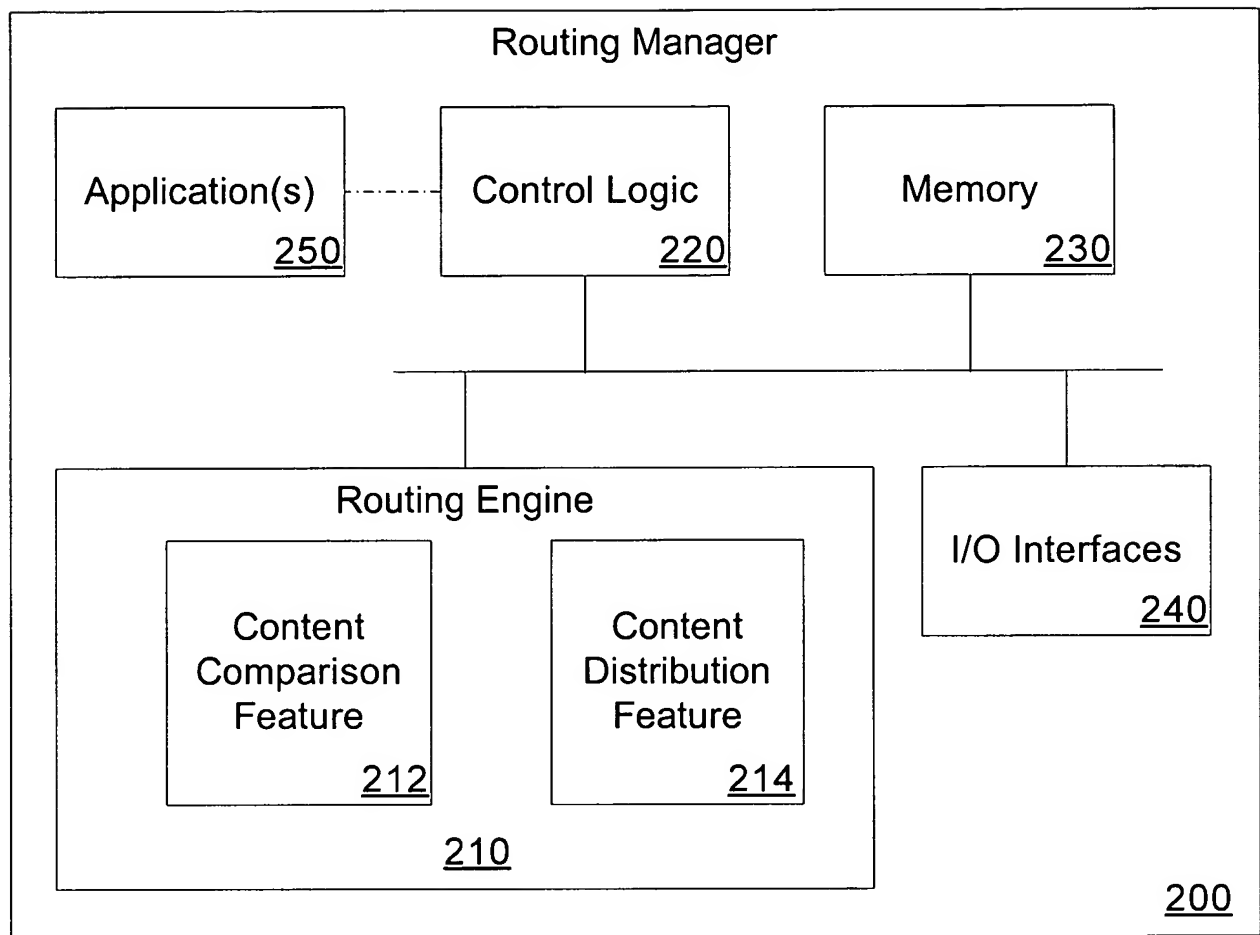 Routing Manager
Application(s)
250
Control Logic
220
Memory
230
Routing Engine
Content
Comparison
Feature
212
Content
Distribution
Feature
214
210
I/O Interfaces
240
200